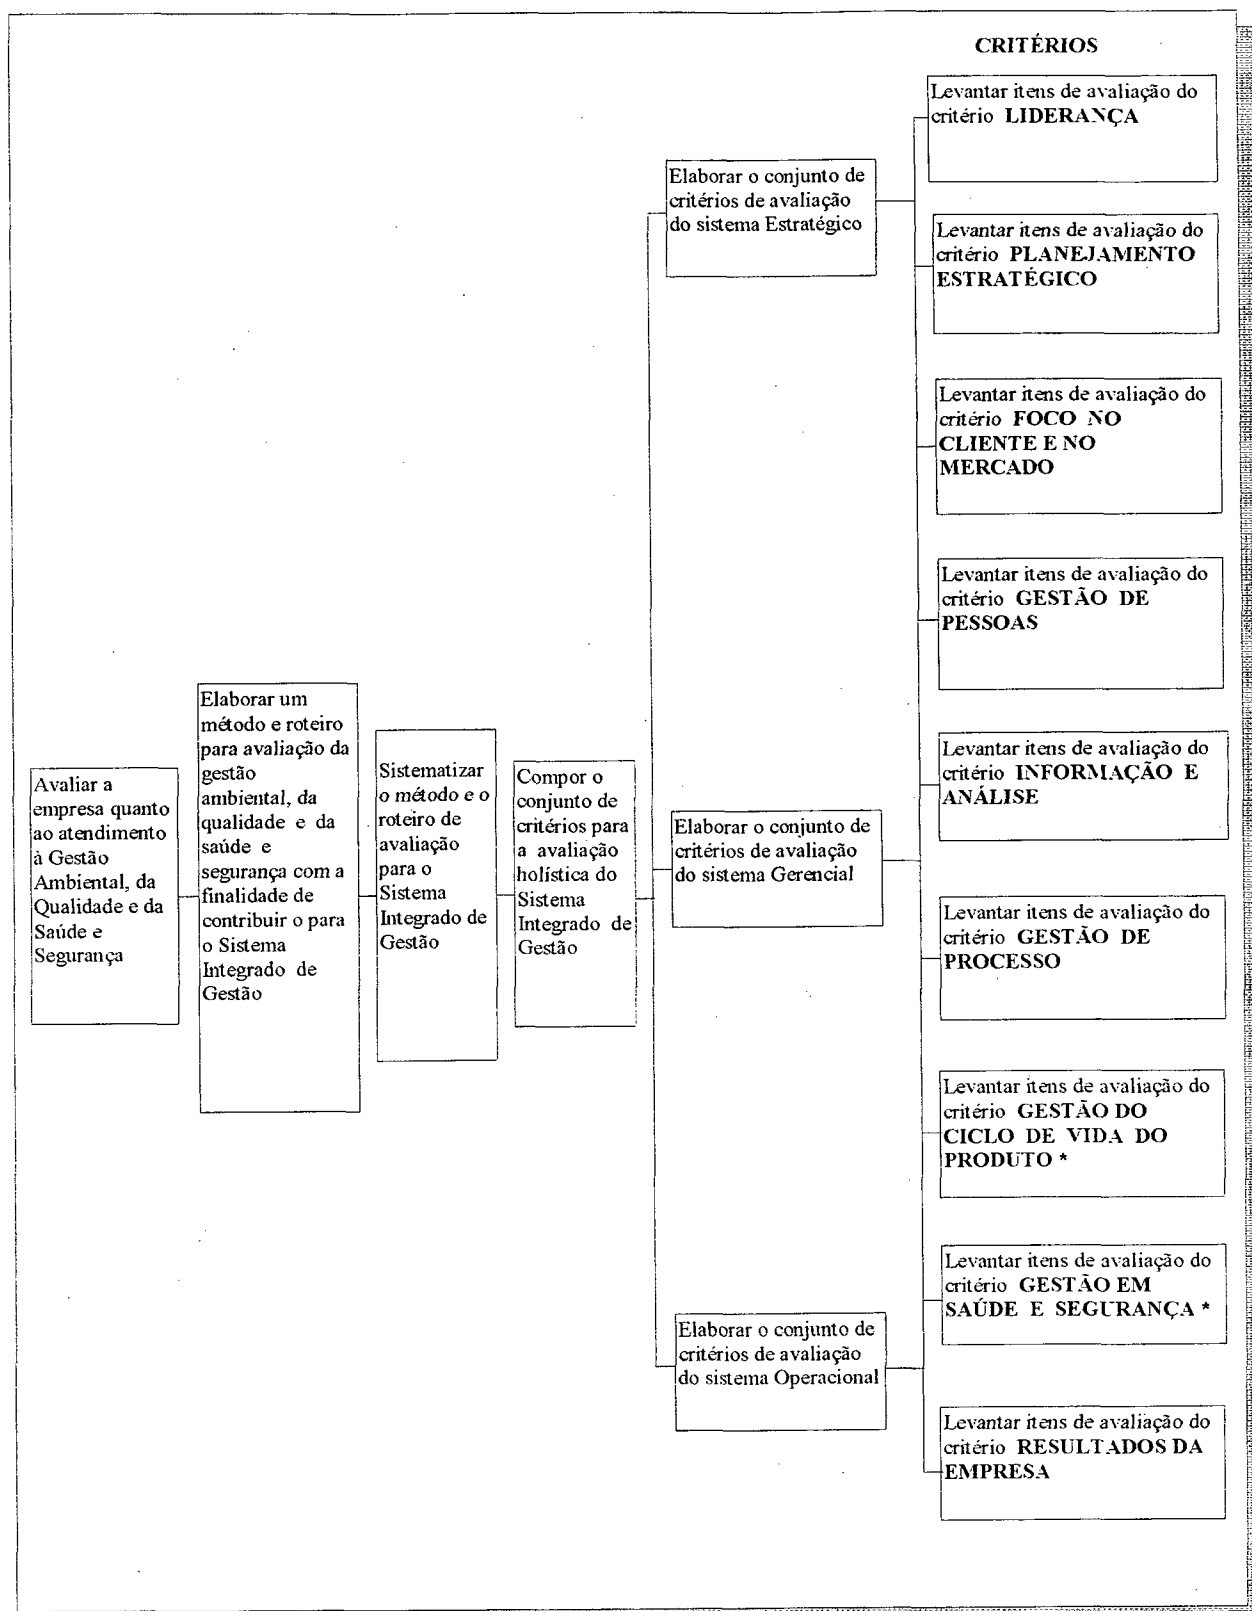 CRITÉRIOS
Avaliar a
empresa quanto
ao atendimento
à Gestão
Ambiental, da
Qualidade e da
Saúde e
Segurança
Elaborar um
método e roteiro
para avaliação da
gestão
ambiental, da
qualidade e da
saúde e
segurança com a
finalidade de
contribuir o para
o Sistema
Integrado de
Gestão
Sistematizar
o método e o
roteiro de
avaliação
para o
Sistema
Integrado de
Gestão
Compor o
conjunto de
critérios para
a avaliação
holística do
Sistema
Integrado de
Gestão
Elaborar o conjunto de
critérios de avaliação
do sistema Estratégico
Elaborar o conjunto de
critérios de avaliação
do sistema Gerencial
Elaborar o conjunto de
critérios de avaliação
do sistema Operacional
Levantar itens de avaliação do
critério LIDERANÇA
Levantar itens de avaliação do
critério PLANEJAMENTO
ESTRATÉGICO
Levantar itens de avaliação do
critério FOCO NO
CLIENTE E NO
MERCADO
Levantar itens de avaliação do
critério GESTÃO DE
PESSOAS
Levantar itens de avaliação do
critério INFORMAÇÃO E
ANÁLISE
Levantar itens de avaliação do
critério GESTÃO DE
PROCESSO
Levantar itens de avaliação do
critério GESTÃO DO
CICLO DE VIDA DO
PRODUTO *
Levantar itens de avaliação do
critério GESTÃO EM
SAÚDE E SEGURANÇA *
Levantar itens de avaliação do
critério RESULTADOS DA
EMPRESA